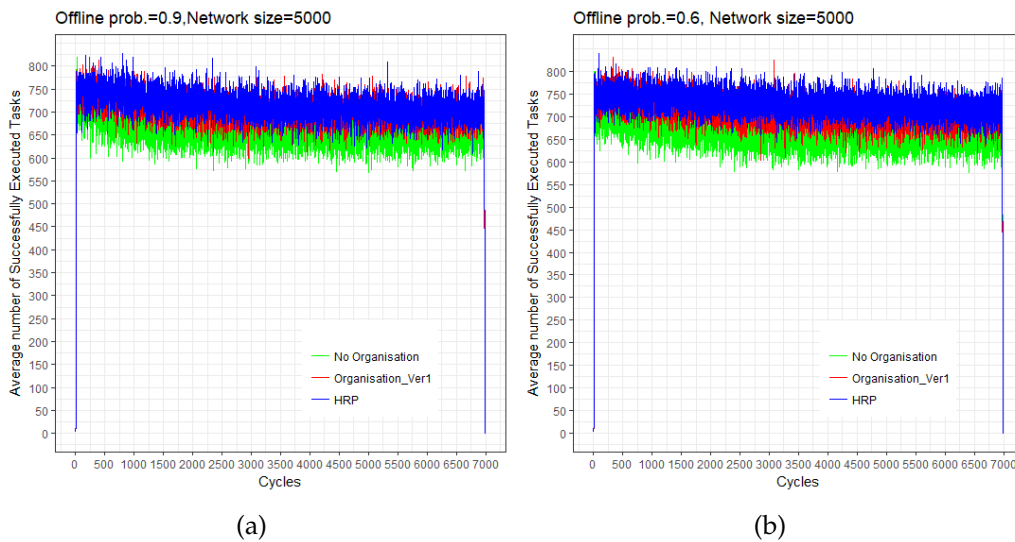 Offline prob.=0.9,Network size=5000
Average number of Successfully Executed Tasks
800
750
700
650
600
550
500
450
400
350
300
250
200
150
100
50
0
No Organisation
Organisation_Ver1
HRP
0 500 1000 1500 2000 2500 3000 3500 4000 4500 5000 5500 6000 6500 7000
Cycles
(a)
Offline prob.=0.6, Network size=5000
Average number of Successfully Executed Tasks
800
750
700
650
600
550
500
450
400
350
300
250
200
150
100
50
0
No Organisation
Organisation_Ver1
HRP
0 500 1000 1500 2000 2500 3000 3500 4000 4500 5000 5500 6000 6500 7000
Cycles
(b)